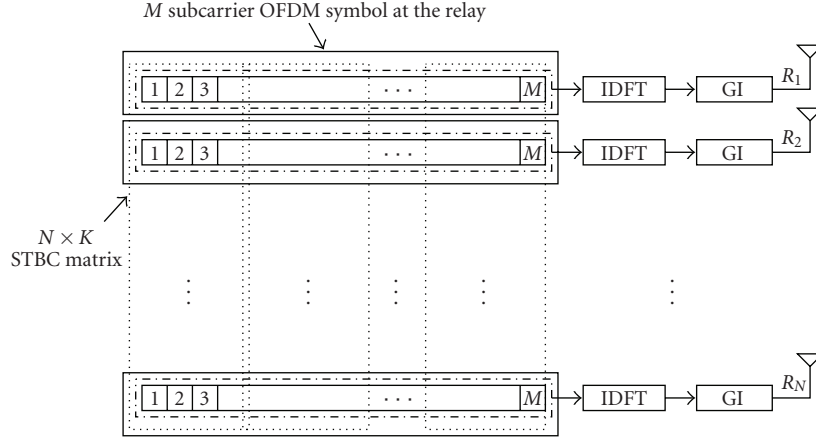 M subcarrier OFDM symbol at the relay
1 2 3 ... M IDFT GI R1
1 2 3 ... M IDFT GI R2
N × K
STBC matrix
1 2 3 ... M IDFT GI RN